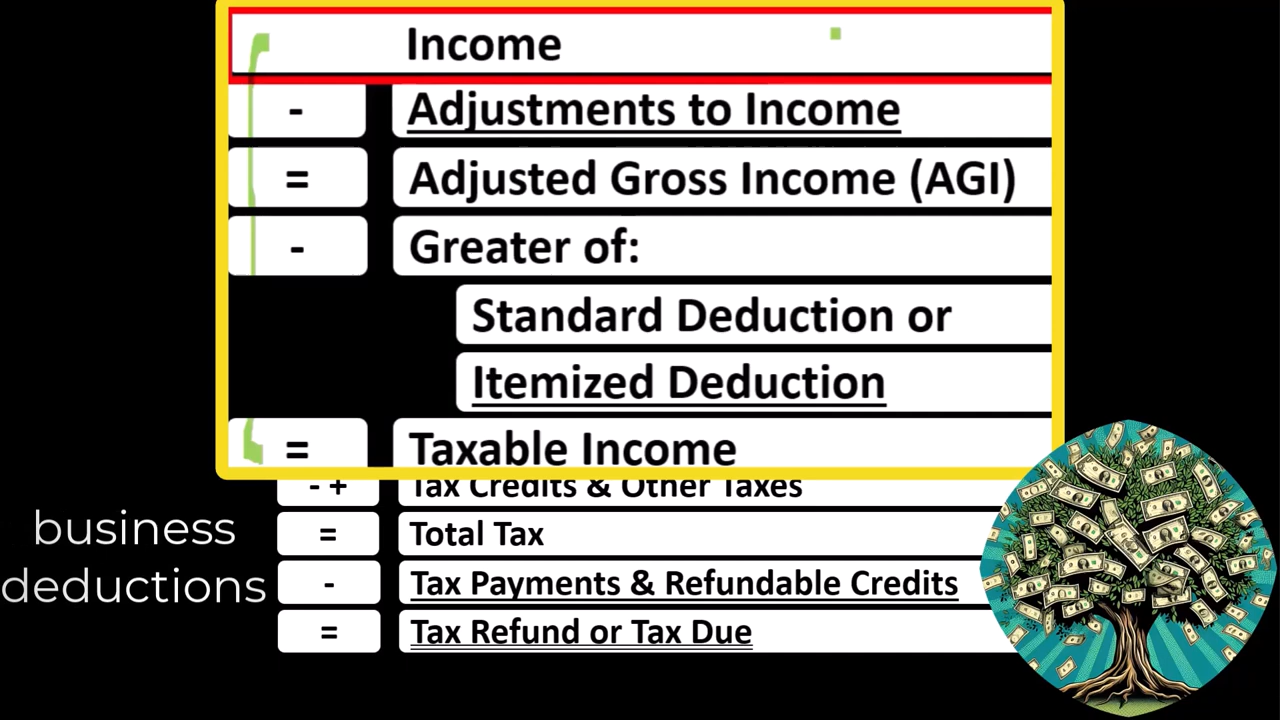 Income
- Adjustments to Income
= Adjusted Gross Income (AGI)
- Greater of:
Standard Deduction or
Itemized Deduction
= Taxable Income
- + Tax Credits & Other Taxes
= Total Tax
- Tax Payments & Refundable Credits
= Tax Refund or Tax Due
business
deductions